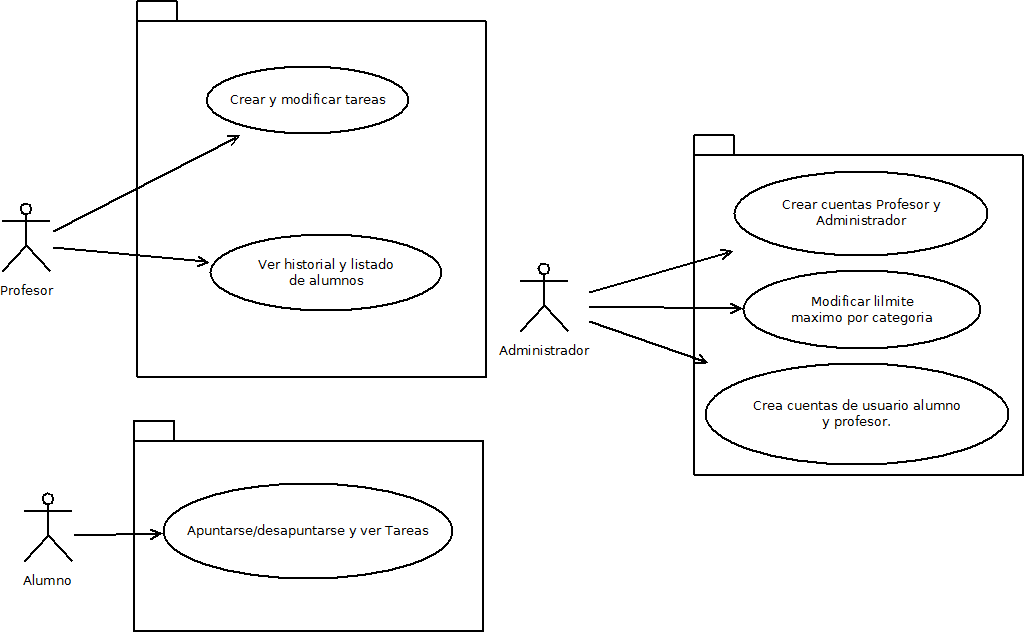 Crear y modificar tareas
Ver historial y listado
de alumnos
Profesor
Crear cuentas Profesor y
Administrador
Modificar lilmite
maximo por categoria
Crea cuentas de usuario alumno
y profesor.
Administrador
Apuntarse/desapuntarse y ver Tareas
Alumno